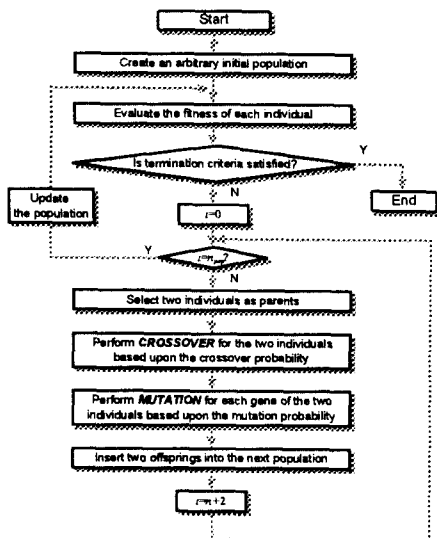 Start
Create an arbitrary initial population
Evaluate the fitness of each individual
Is termination criteria satisfied?
Y
N
End
Update
the population
Y
N
Select two individuals as parents
Perform CROSSOVER for the two individuals
based upon the crossover probability
Perform MUTATION for each gene of the two
individuals based upon the mutation probability
Insert two offsprings into the next population